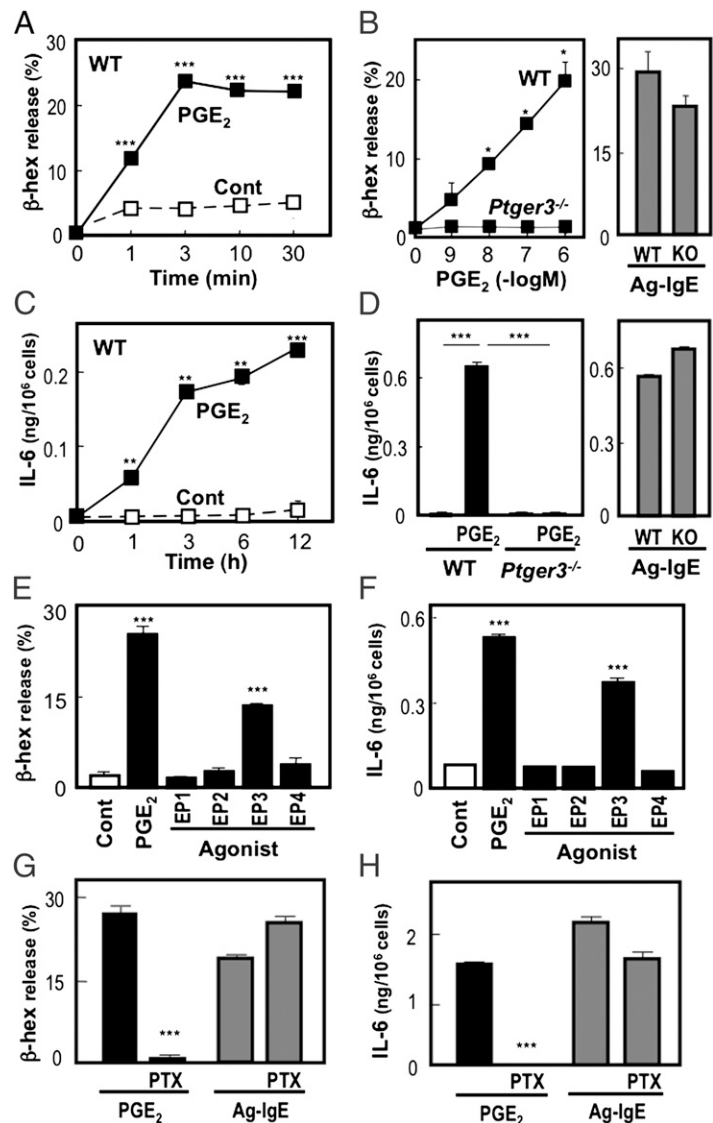 A
WT
β-hex release (%)
30
20
10
0
***
***
***
***
PGE₂
Cont
0 1 3 10 30
Time (min)
B
β-hex release (%)
20
15
10
5
0
WT
*
*
*
Ptger3⁻/⁻
0 9 8 7 6
PGE₂ (-logM)
30
15
0
WT KO
Ag-IgE
C
WT
IL-6 (ng/10⁶ cells)
0.2
0.1
0
**
**
**
***
PGE₂
Cont
0 1 3 6 12
Time (h)
D
IL-6 (ng/10⁶ cells)
0.6
0.3
0
*** ***
PGE₂ PGE₂
WT Ptger3⁻/⁻
0.6
0.3
0
WT KO
Ag-IgE
E
β-hex release (%)
30
15
0
***
***
Cont PGE₂ EP1 EP2 EP3 EP4
Agonist
F
IL-6 (ng/10⁶ cells)
0.6
0.3
0
***
***
Cont PGE₂ EP1 EP2 EP3 EP4
Agonist
G
β-hex release (%)
30
15
0
***
PTX PTX
PGE₂ Ag-IgE
H
IL-6 (ng/10⁶ cells)
2
1
0
***
PTX PTX
PGE₂ Ag-IgE